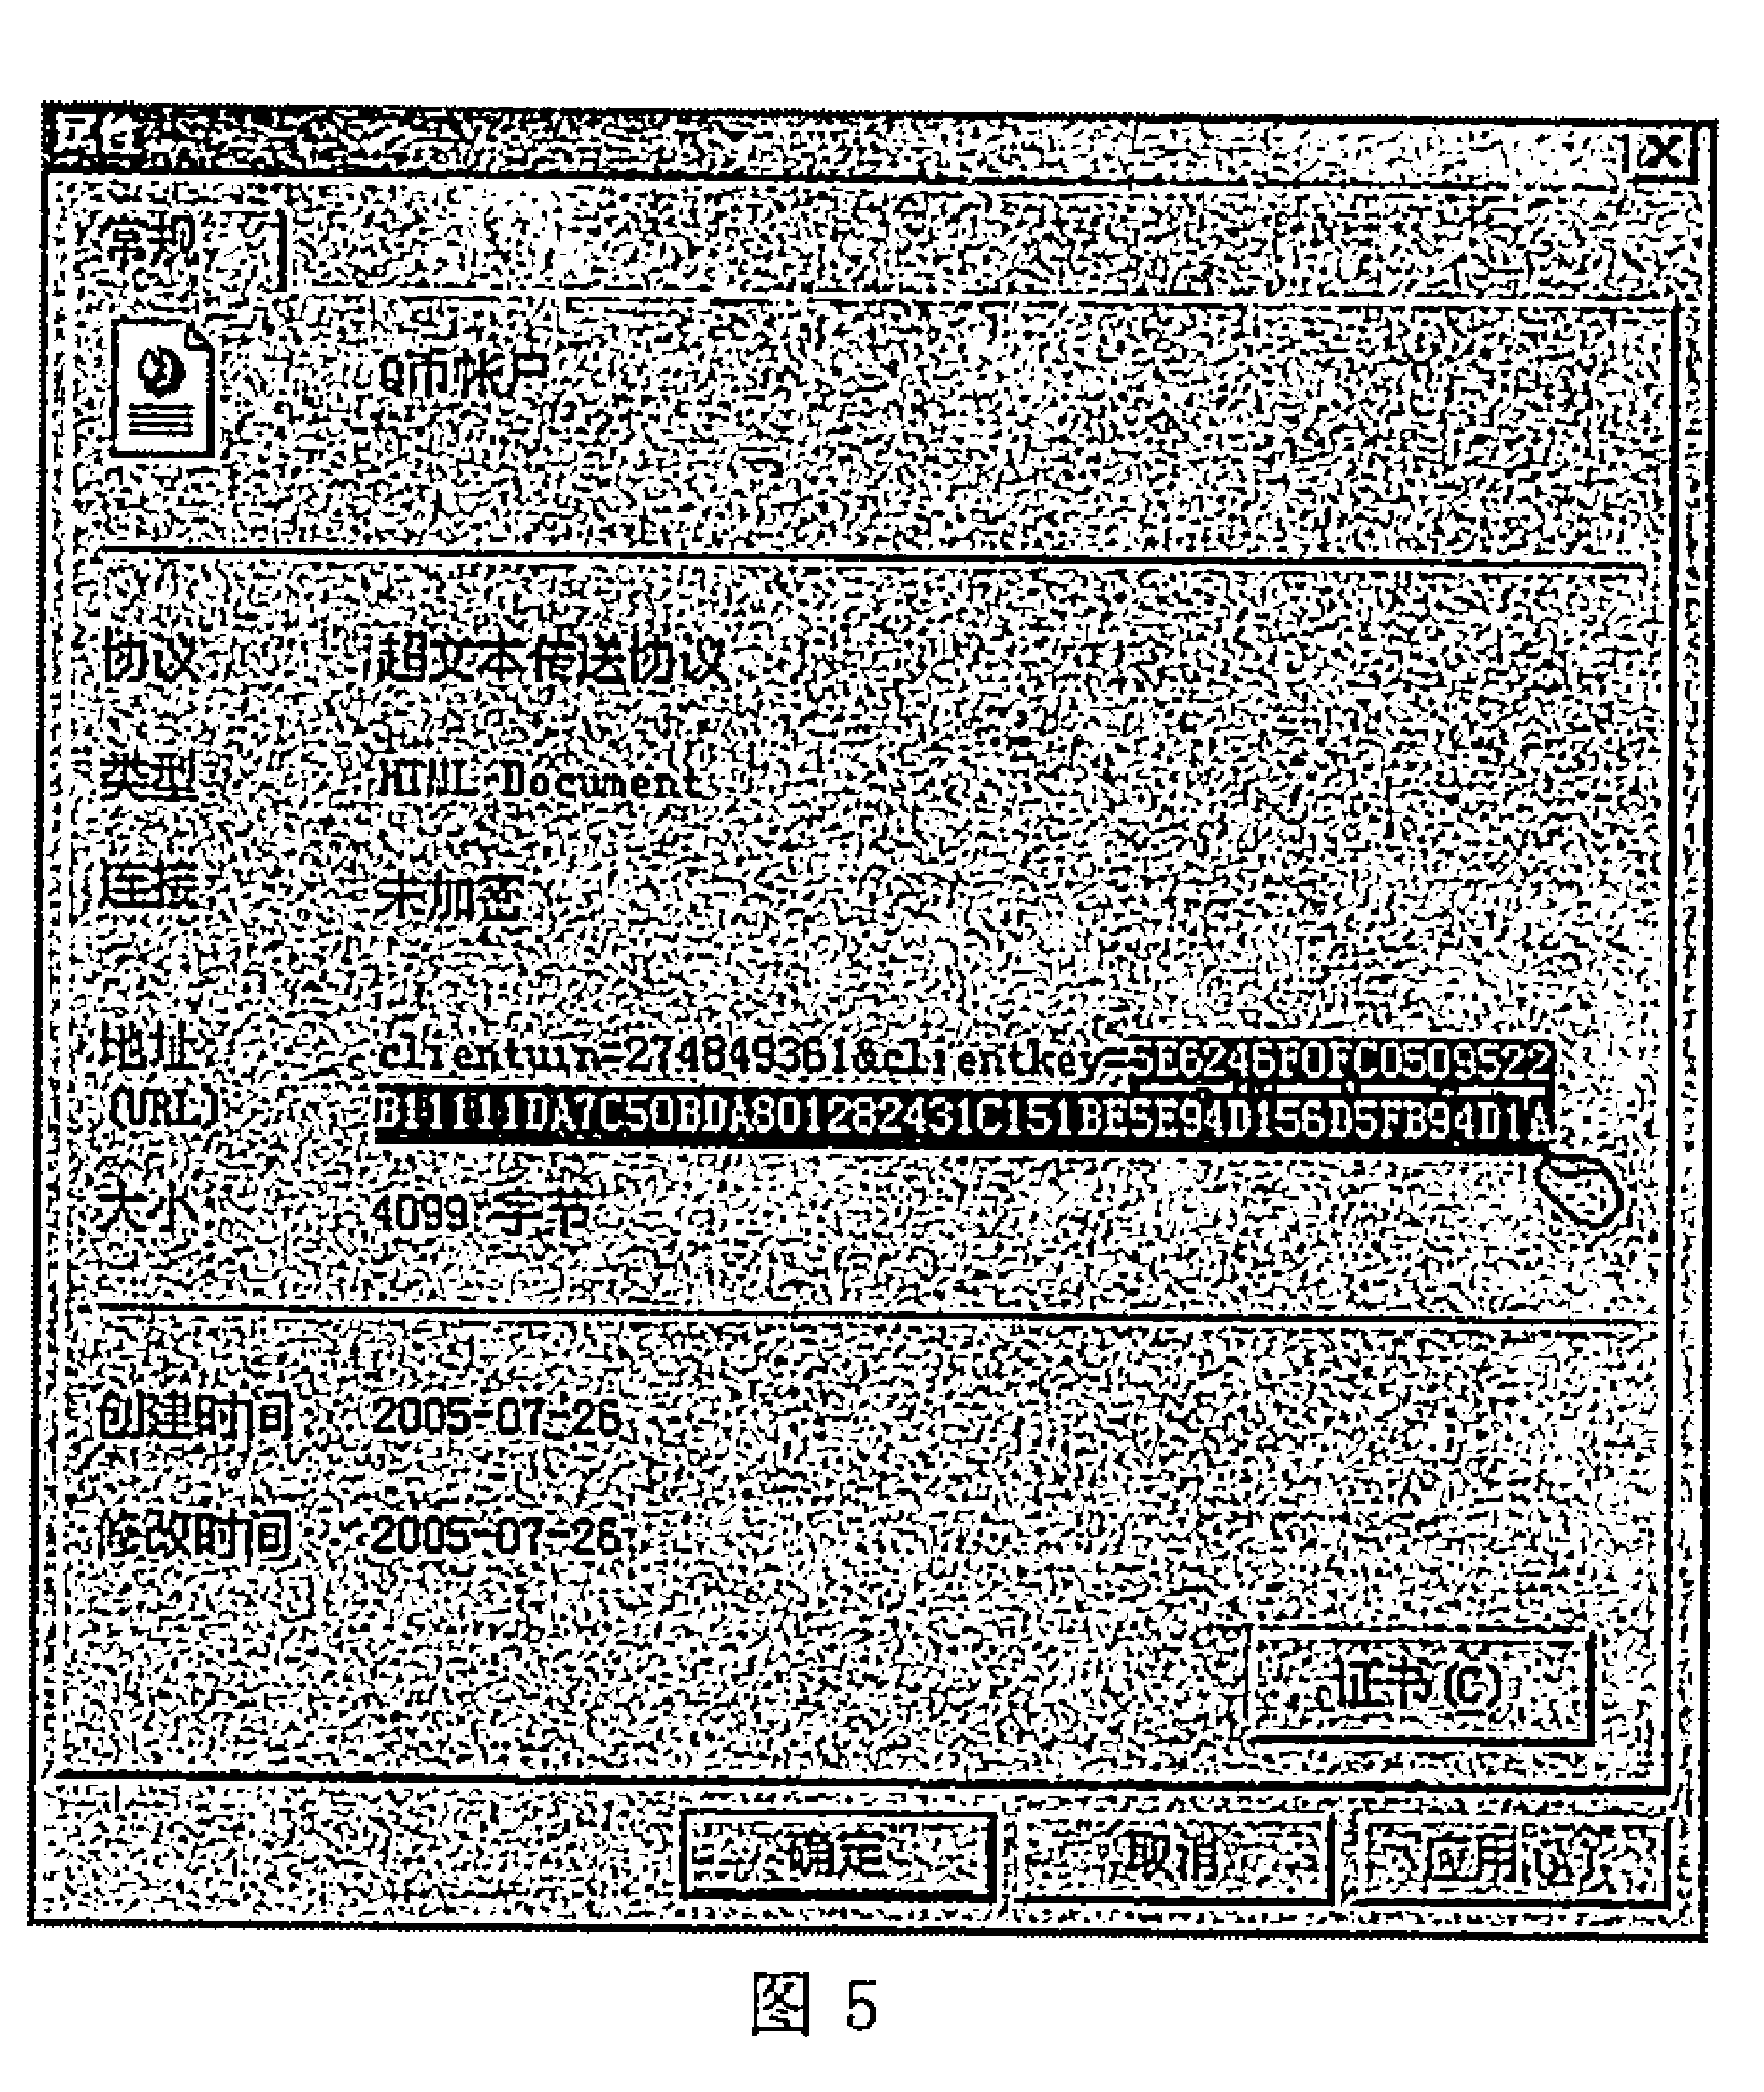 属性
常规
Q币帐户
协议 超文本传送协议
类型 HTML Document
连接 未加密
地址 clientuin=274849361&clientkey=5E6246F0FC0509522
(URL) B11111DA7C50BDA801282431C151BE5E94D156D5FB94D1A
大小 4099 字节
创建时间 2005-07-26
修改时间 2005-07-26
证书(C)
确定 取消 应用(A)
图 5